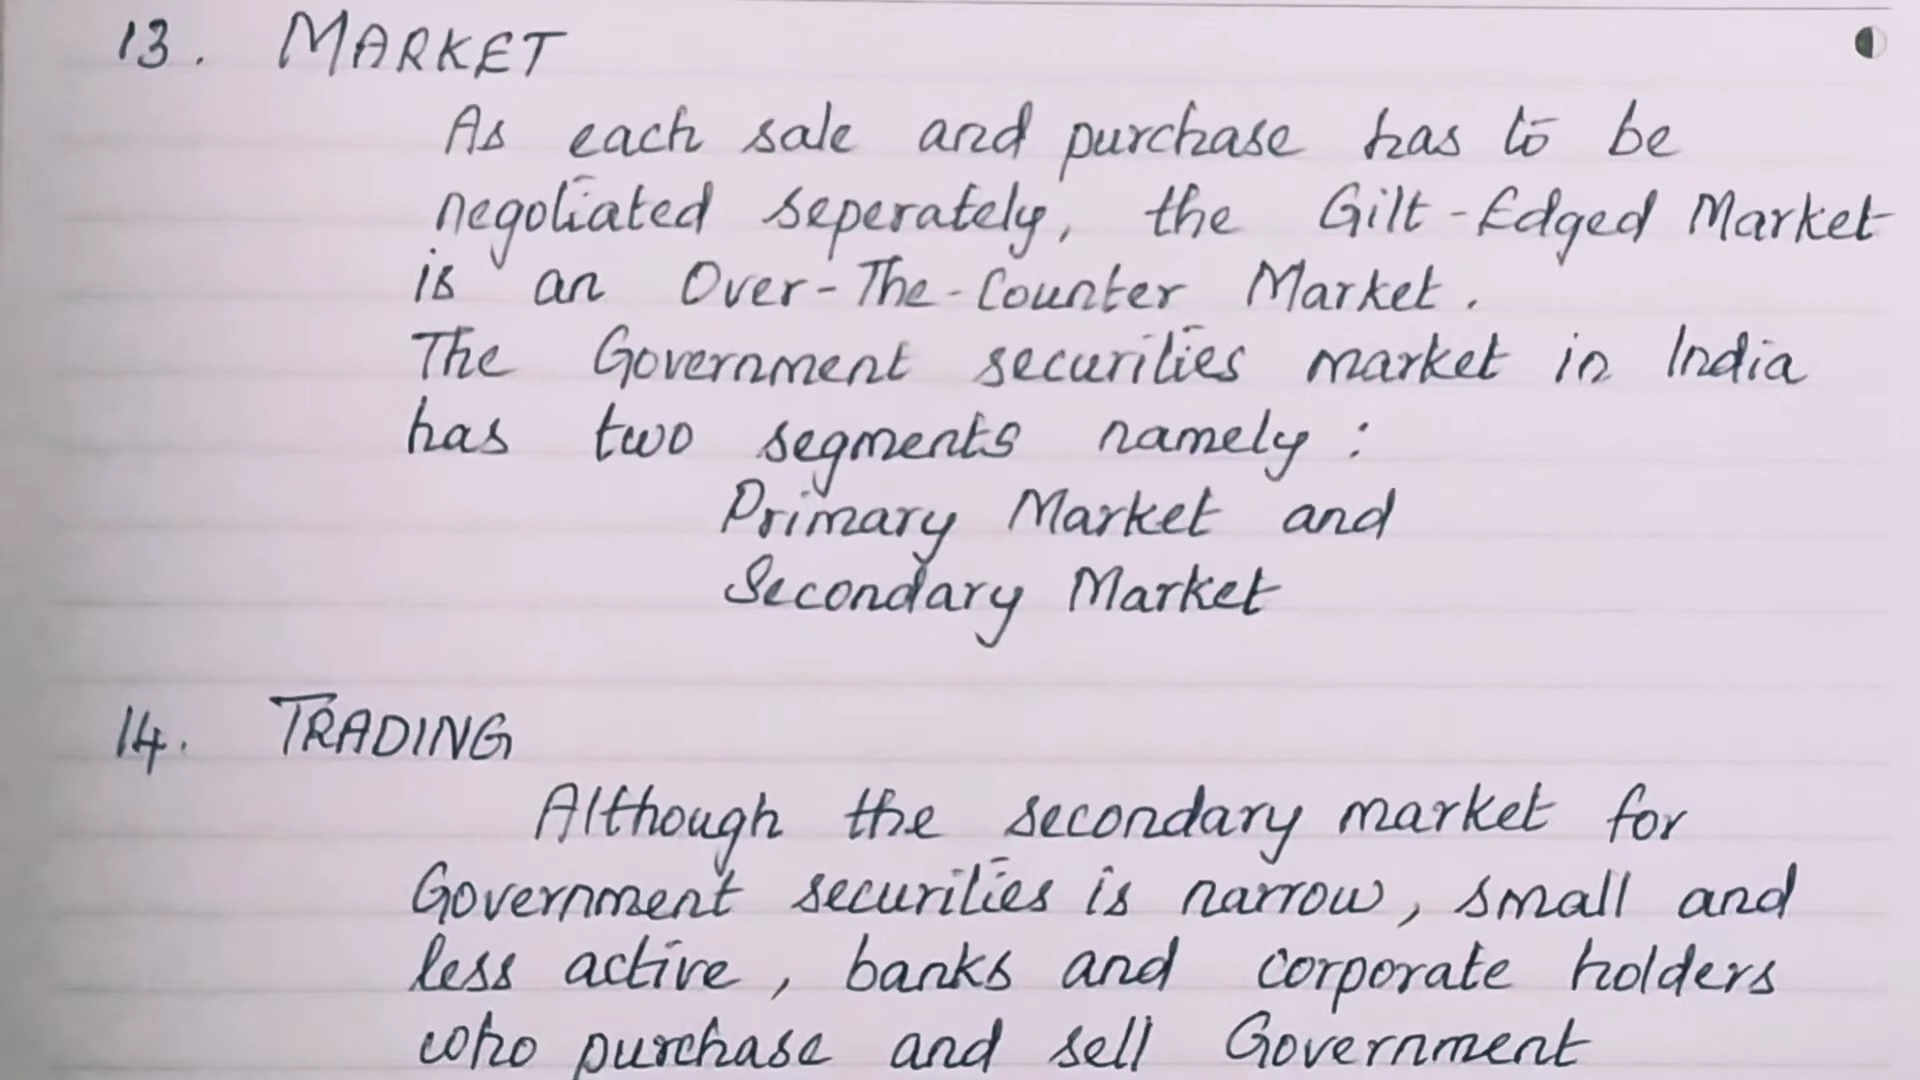 13. MARKET
As each sale and purchase has to be
negotiated seperately, the Gilt-Edged Market
is an Over-The-Counter Market.
The Government securities market in India
has two segments namely:
Primary Market and
Secondary Market
14. TRADING
Although the secondary market for
Government securities is narrow, small and
less active, banks and corporate holders
who purchase and sell Government